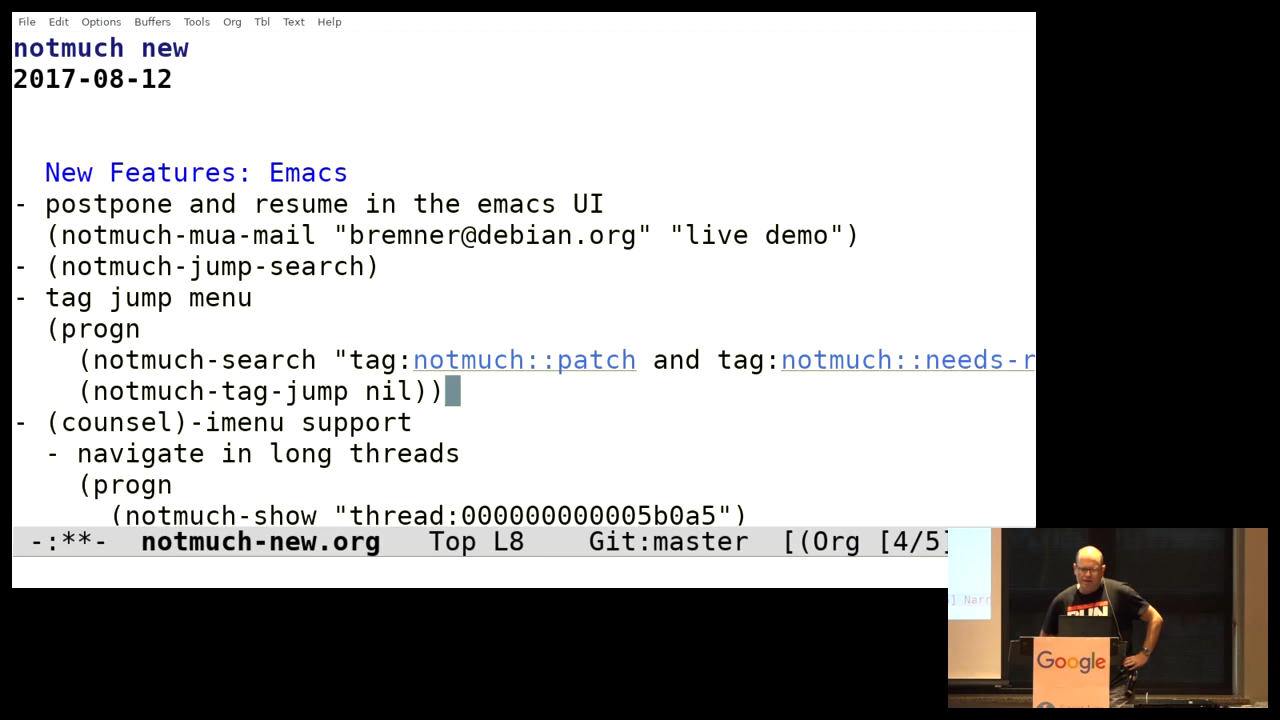 File Edit Options Buffers Tools Org Tbl Text Help
notmuch new
2017-08-12
New Features: Emacs
- postpone and resume in the emacs UI
(notmuch-mua-mail "bremner@debian.org" "live demo")
- (notmuch-jump-search)
- tag jump menu
(progn
(notmuch-search "tag:notmuch::patch and tag:notmuch::needs-r
(notmuch-tag-jump nil))
- (counsel)-imenu support
- navigate in long threads
(progn
(notmuch-show "thread:000000000005b0a5")
-:**- notmuch-new.org Top L8 Git:master [(Org [4/5]
] Narr
RUN
Google